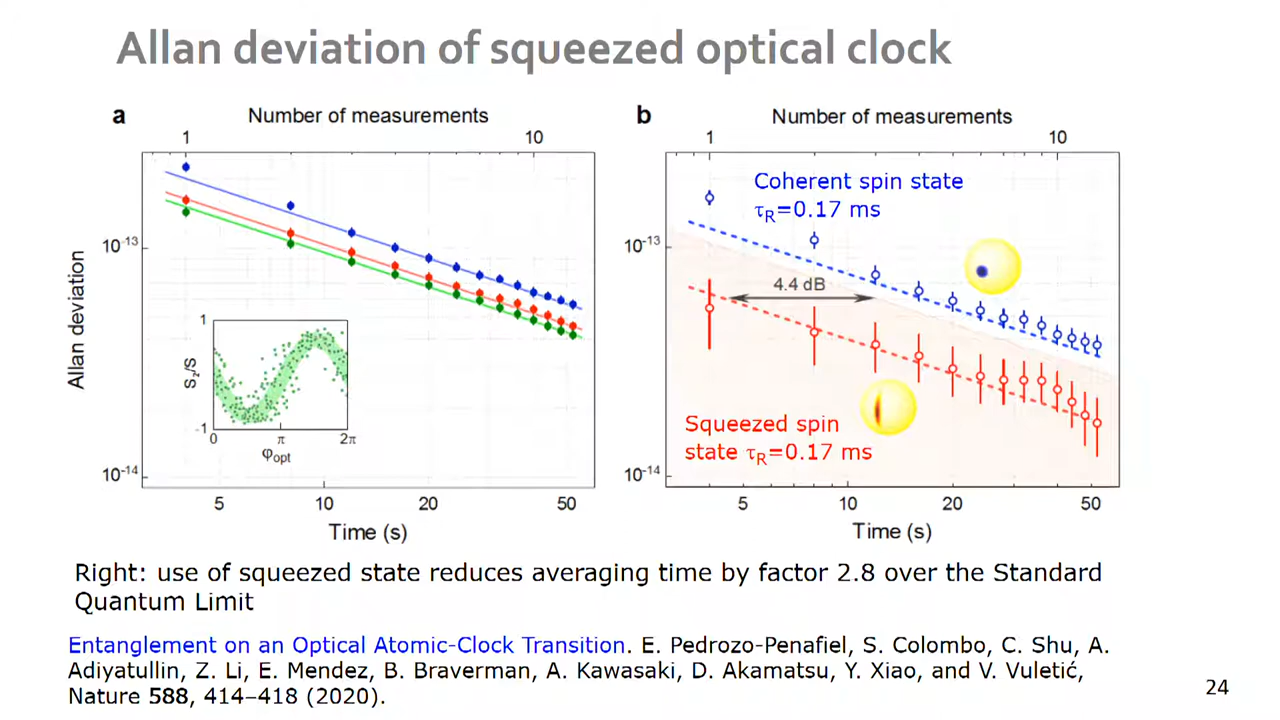 Allan deviation of squeezed optical clock
a
Number of measurements
1 10
Allan deviation
10⁻¹³
10⁻¹⁴
1
S_z/S
-1
0 π 2π
φ_opt
5 10 20 50
Time (s)
b
Number of measurements
1 10
Coherent spin state
τ_R=0.17 ms
10⁻¹³
4.4 dB
Squeezed spin
state τ_R=0.17 ms
10⁻¹⁴
5 10 20 50
Time (s)
Right: use of squeezed state reduces averaging time by factor 2.8 over the Standard
Quantum Limit
Entanglement on an Optical Atomic-Clock Transition. E. Pedrozo-Penafiel, S. Colombo, C. Shu, A.
Adiyatullin, Z. Li, E. Mendez, B. Braverman, A. Kawasaki, D. Akamatsu, Y. Xiao, and V. Vuletić,
Nature 588, 414–418 (2020).
24